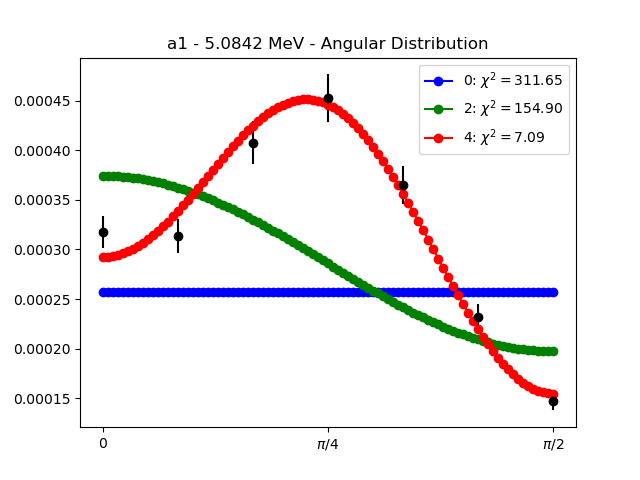 a1 - 5.0842 MeV - Angular Distribution
0: χ² = 311.65
2: χ² = 154.90
4: χ² = 7.09
0.00045
0.00040
0.00035
0.00030
0.00025
0.00020
0.00015
0 π/4 π/2